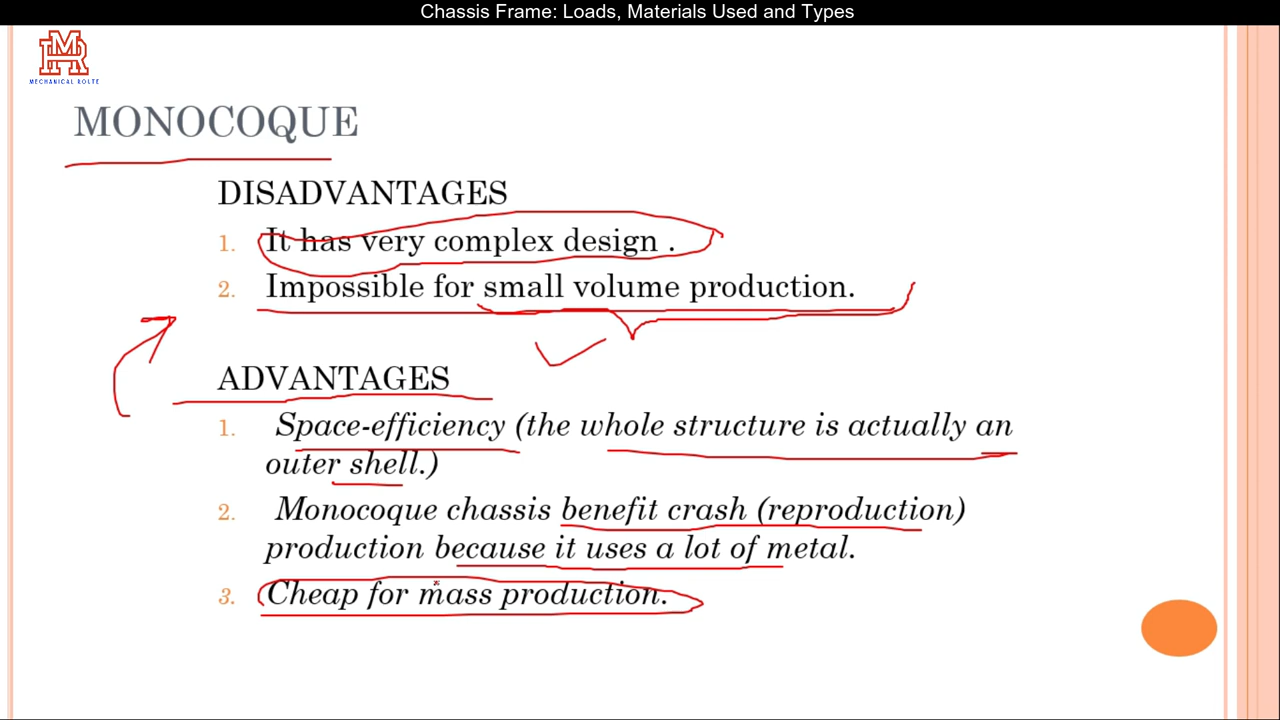 Chassis Frame: Loads, Materials Used and Types
MECHANICAL ROUTE
MONOCOQUE
DISADVANTAGES
1. It has very complex design .
2. Impossible for small volume production.
ADVANTAGES
1. Space-efficiency (the whole structure is actually an
outer shell.)
2. Monocoque chassis benefit crash (reproduction)
production because it uses a lot of metal.
3. Cheap for mass production.